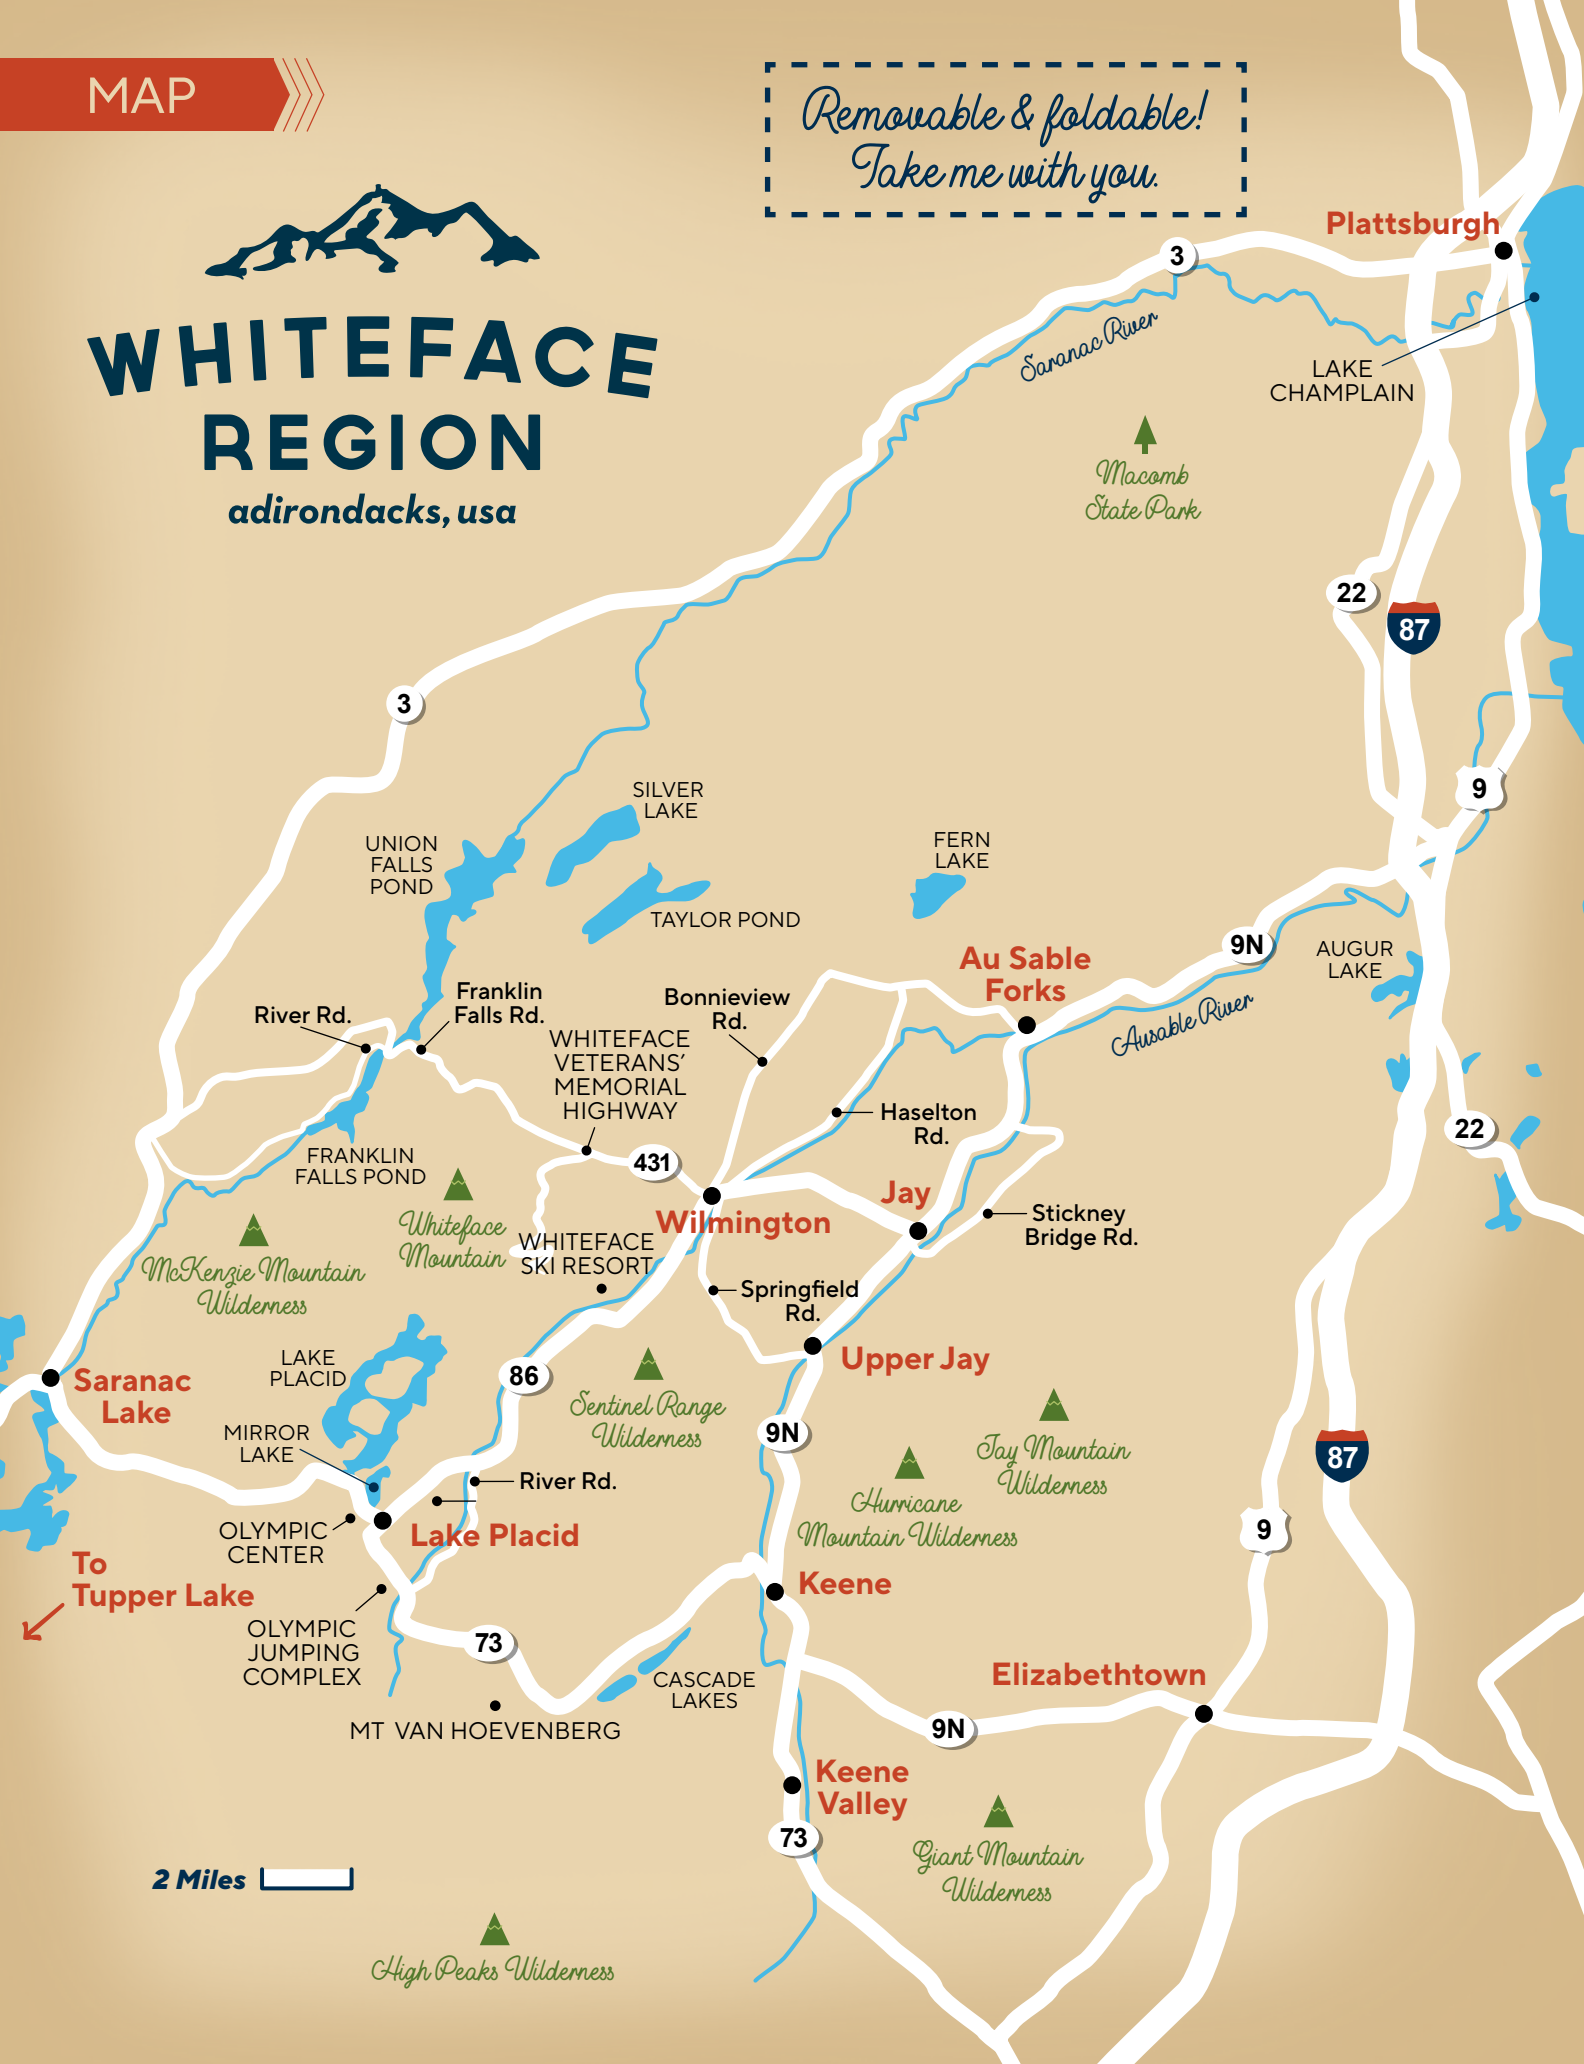 MAP
Removable & foldable!
Take me with you.
WHITEFACE
REGION
adirondacks, usa
Plattsburgh
3
Saranac River
LAKE
CHAMPLAIN
Macomb
State Park
22
87
3
9
SILVER
LAKE
UNION
FALLS
POND
FERN
LAKE
TAYLOR POND
9N
AUGUR
LAKE
Au Sable
Forks
Ausable River
River Rd.
Franklin
Falls Rd.
Bonnieview
Rd.
WHITEFACE
VETERANS'
MEMORIAL
HIGHWAY
Haselton
Rd.
22
FRANKLIN
FALLS POND
431
Jay
Wilmington
Stickney
Bridge Rd.
Whiteface
Mountain
WHITEFACE
SKI RESORT
McKenzie Mountain
Wilderness
Springfield
Rd.
Upper Jay
LAKE
PLACID
86
Saranac
Lake
Sentinel Range
Wilderness
9N
MIRROR
LAKE
Jay Mountain
Wilderness
87
River Rd.
Hurricane
Mountain Wilderness
9
OLYMPIC
CENTER
Lake Placid
To
Tupper Lake
Keene
OLYMPIC
JUMPING
COMPLEX
73
CASCADE
LAKES
Elizabethtown
MT VAN HOEVENBERG
9N
Keene
Valley
73
Giant Mountain
Wilderness
2 Miles
High Peaks Wilderness